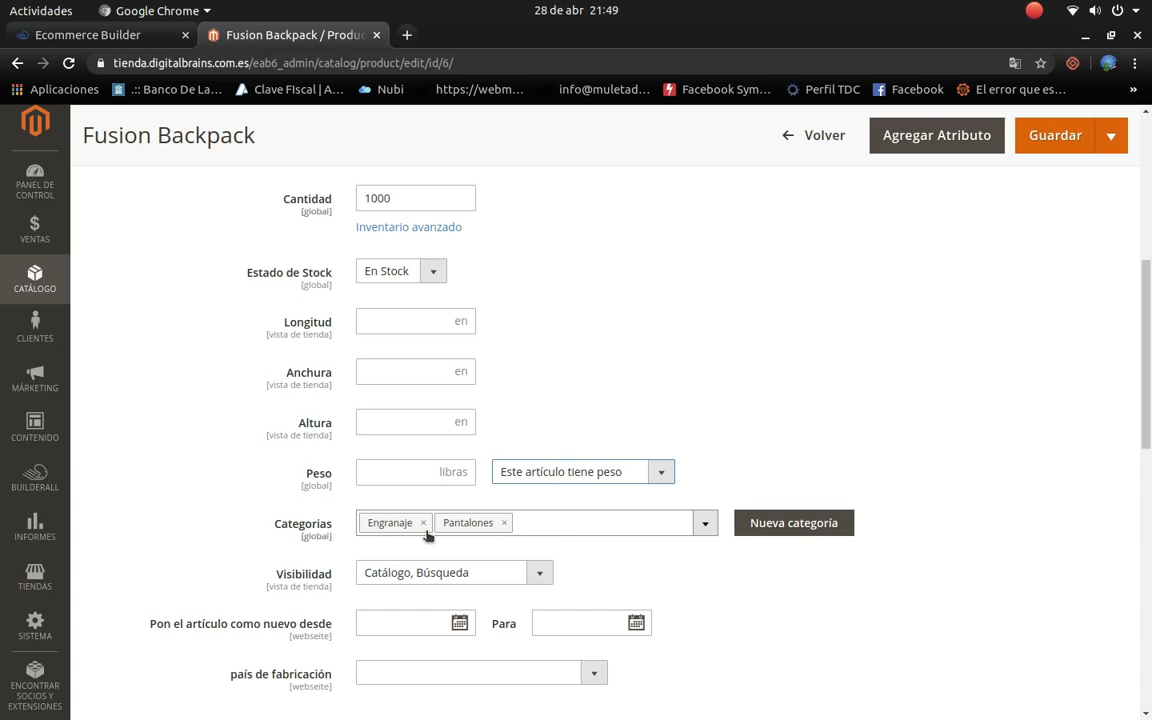 Actividades
Google Chrome
28 de abr 21:49
Ecommerce Builder
Fusion Backpack / Produc
tienda.digitalbrains.com.es/eab6_admin/catalog/product/edit/id/6/
Aplicaciones
.:: Banco De La...
Clave FIscal | A...
Nubi
https://webm...
info@muletad...
Facebook Sym...
Perfil TDC
Facebook
El error que es...
»
Fusion Backpack
Volver
Agregar Atributo
Guardar
PANEL DE CONTROL
VENTAS
CATÁLOGO
CLIENTES
MÁRKETING
CONTENIDO
BUILDERALL
INFORMES
TIENDAS
SISTEMA
ENCONTRAR SOCIOS Y EXTENSIONES
Cantidad
[global]
1000
Inventario avanzado
Estado de Stock
[global]
En Stock
Longitud
[vista de tienda]
en
Anchura
[vista de tienda]
en
Altura
[vista de tienda]
en
Peso
[global]
libras
Este artículo tiene peso
Categorias
[global]
Engranaje ×
Pantalones ×
Nueva categoría
Visibilidad
[vista de tienda]
Catálogo, Búsqueda
Pon el artículo como nuevo desde
[webseite]
Para
país de fabricación
[webseite]